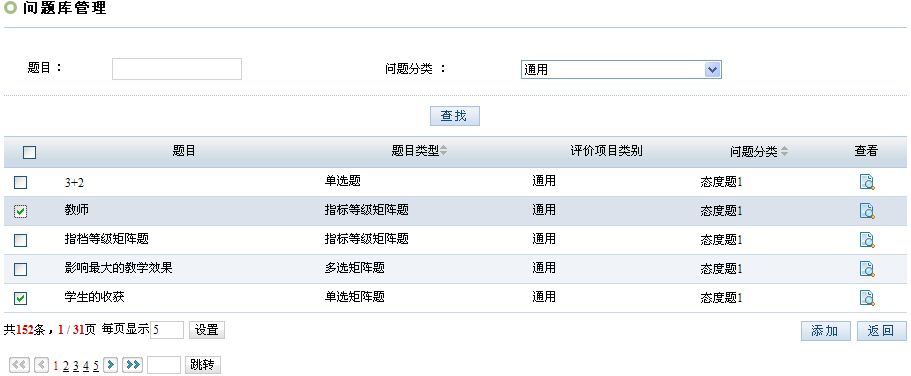 问题库管理
题目： 问题分类 ： 通用
查找
题目 题目类型 评价项目类别 问题分类 查看
3+2 单选题 通用 态度题1
教师 指标等级矩阵题 通用 态度题1
指档等级矩阵题 指标等级矩阵题 通用 态度题1
影响最大的教学效果 多选矩阵题 通用 态度题1
学生的收获 单选矩阵题 通用 态度题1
共152条，1 / 31页 每页显示5 设置 添加 返回
1 2 3 4 5 跳转